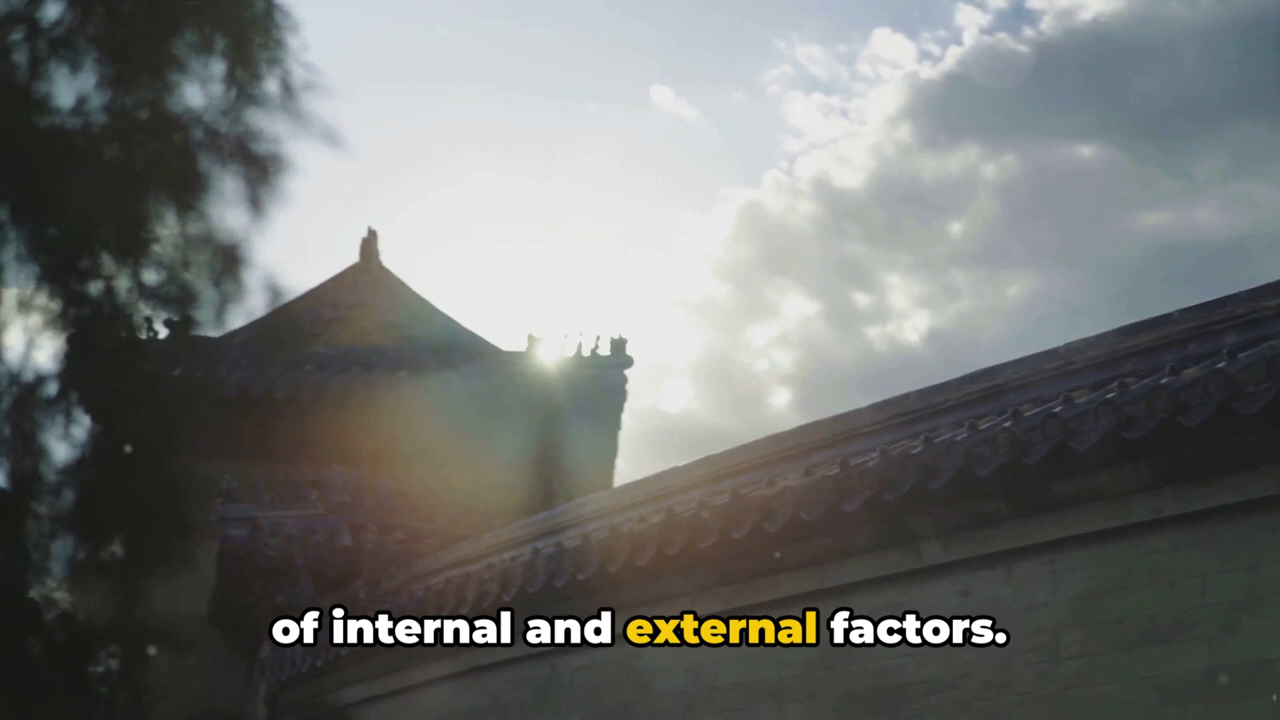 of internal and external factors.